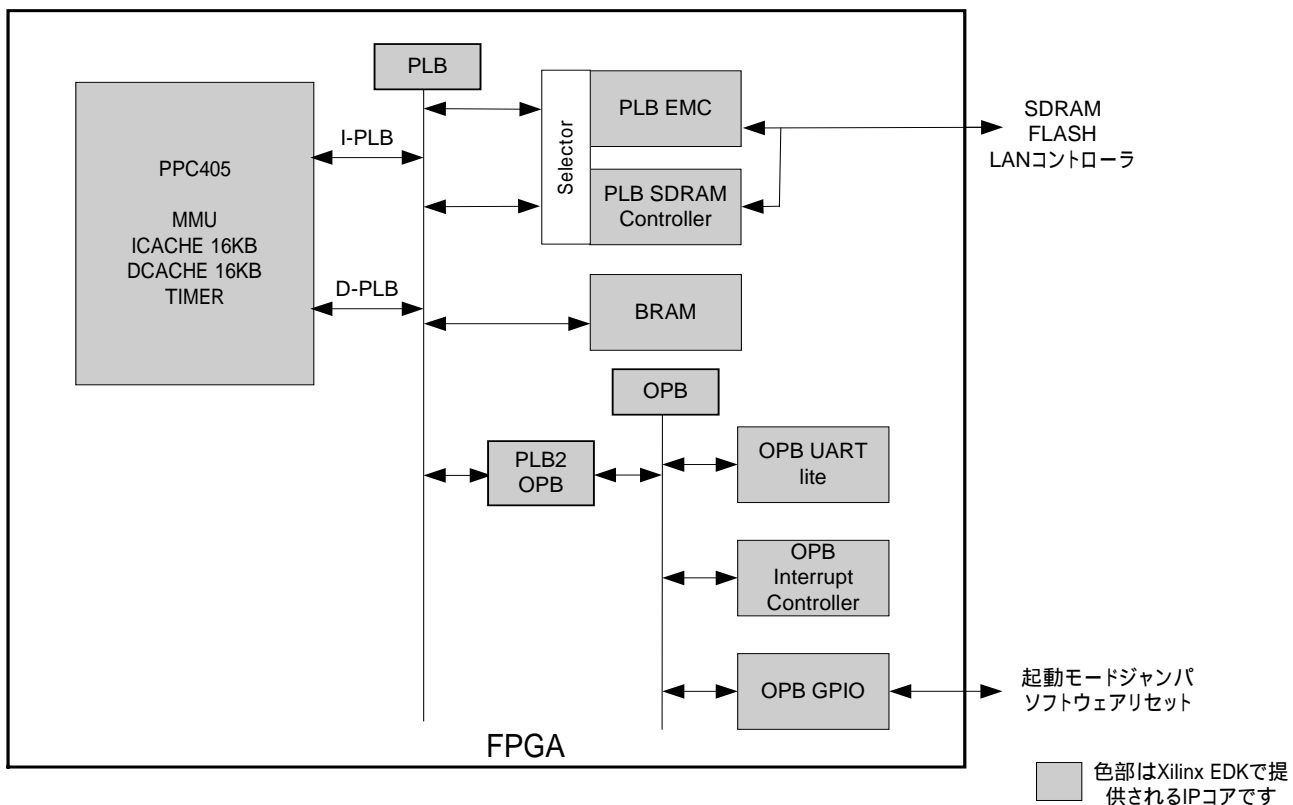 PLB
PPC405
MMU
ICACHE 16KB
DCACHE 16KB
TIMER
I-PLB
D-PLB
Selector
PLB EMC
PLB SDRAM
Controller
BRAM
SDRAM
FLASH
LANコントローラ
OPB
PLB2
OPB
OPB UART
lite
OPB
Interrupt
Controller
OPB GPIO
起動モードジャンパ
ソフトウェアリセット
FPGA
色部はXilinx EDKで提
供されるIPコアです